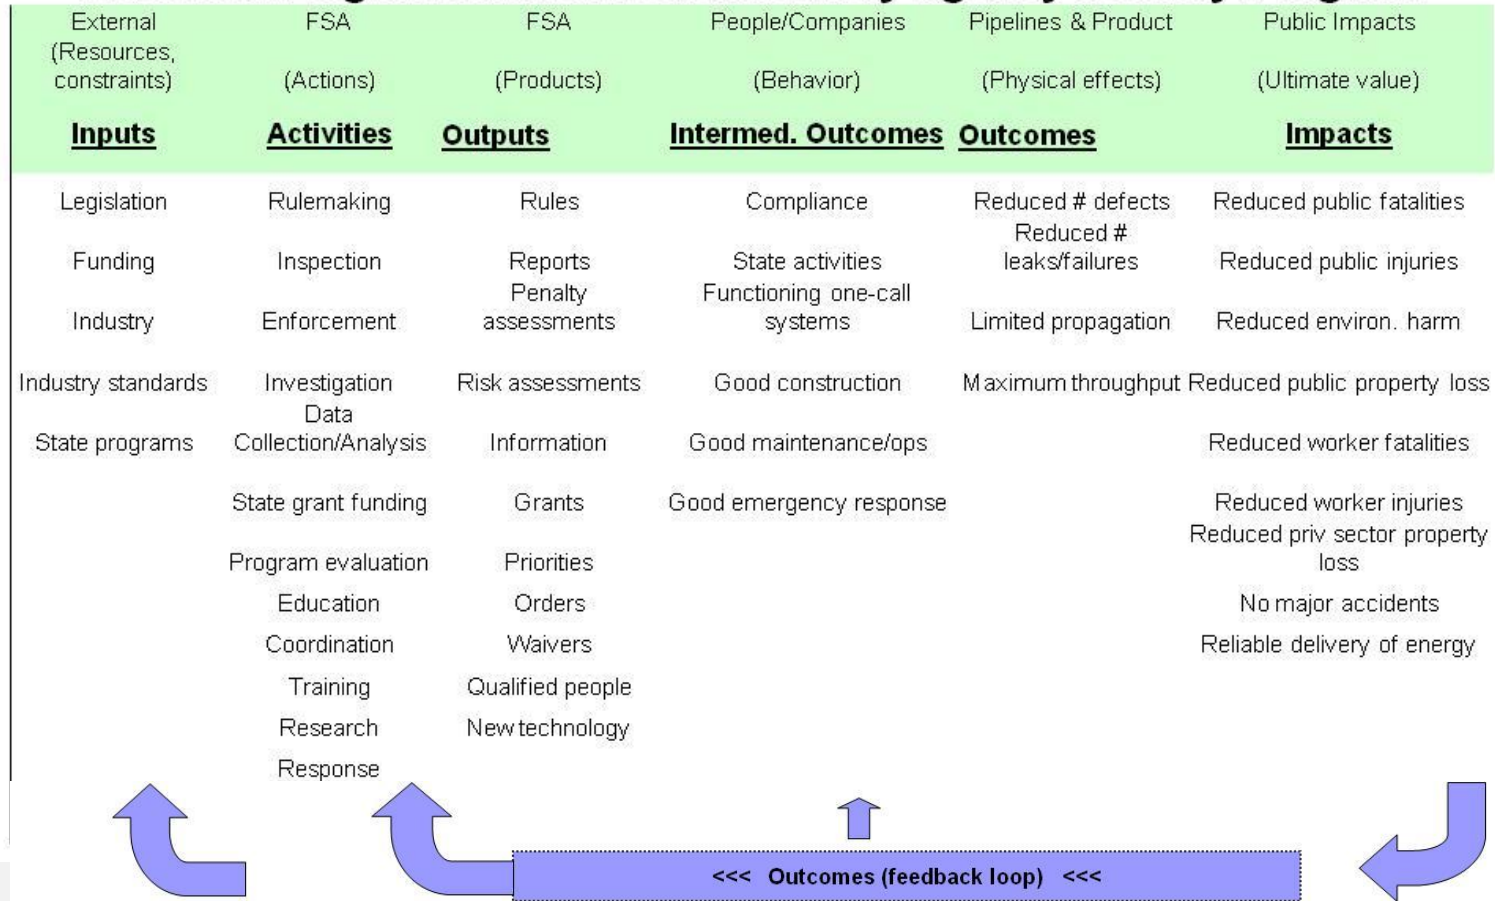 External FSA FSA People/Companies Pipelines & Product Public Impacts
(Resources,
constraints) (Actions) (Products) (Behavior) (Physical effects) (Ultimate value)
Inputs Activities Outputs Intermed. Outcomes Outcomes Impacts
Legislation Rulemaking Rules Compliance Reduced # defects Reduced public fatalities
Reduced #
Funding Inspection Reports State activities leaks/failures Reduced public injuries
Penalty Functioning one-call
Industry Enforcement assessments systems Limited propagation Reduced environ. harm
Industry standards Investigation Risk assessments Good construction Maximum throughput Reduced public property loss
Data
State programs Collection/Analysis Information Good maintenance/ops Reduced worker fatalities
State grant funding Grants Good emergency response Reduced worker injuries
Reduced priv sector property
Program evaluation Priorities loss
Education Orders No major accidents
Coordination Waivers Reliable delivery of energy
Training Qualified people
Research New technology
Response
<<< Outcomes (feedback loop) <<<